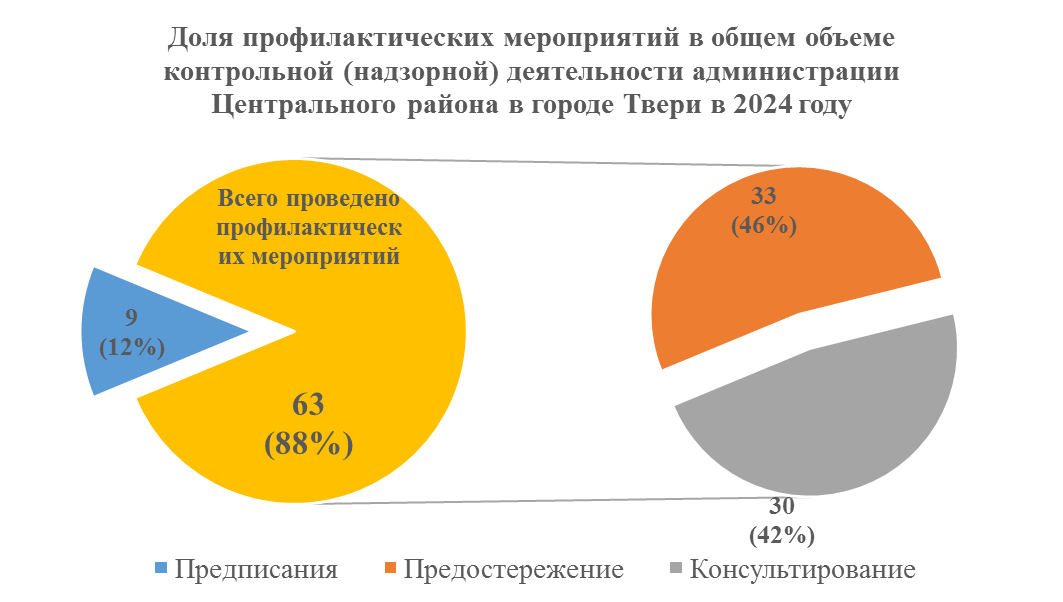 Доля профилактических мероприятий в общем объеме
контрольной (надзорной) деятельности администрации
Центрального района в городе Твери в 2024 году
Всего проведено
профилактическ
их мероприятий
9
(12%)
63
(88%)
33
(46%)
30
(42%)
Предписания
Предостережение
Консультирование